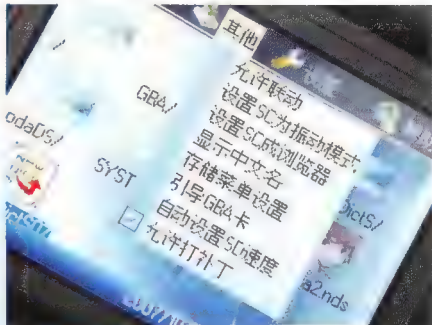 其他
允许联动
设置SC为振动模式
设置SC成浏览器
显示中文名
存储菜单设置
引导GBA卡
自动设置SC速度
允许打补丁
/
GBA/
odaDS/
SYST
DictS/
a2.nds